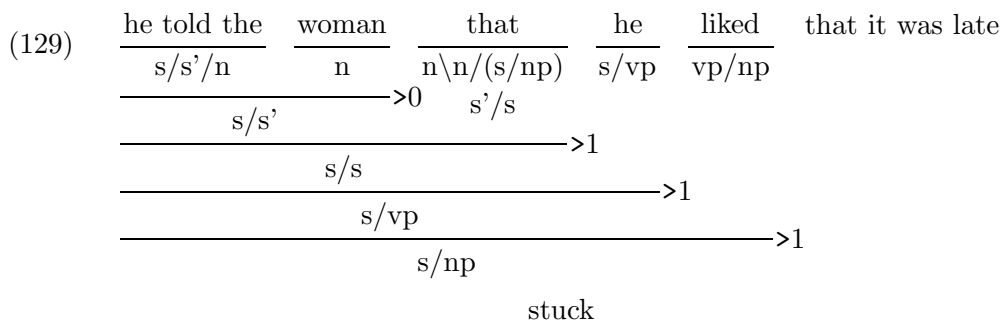 (129) he told the woman that he liked that it was late
s/s'/n n n\n/(s/np) s/vp vp/np
>0 s'/s
s/s'
>1
s/s
>1
s/vp
>1
s/np
stuck